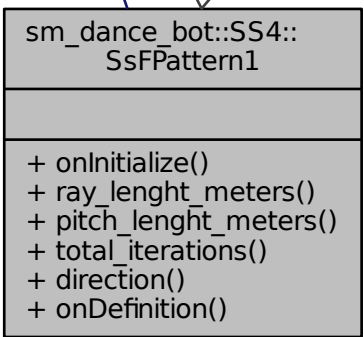 sm_dance_bot::SS4::
SsFPattern1
+ onInitialize()
+ ray_lenght_meters()
+ pitch_lenght_meters()
+ total_iterations()
+ direction()
+ onDefinition()